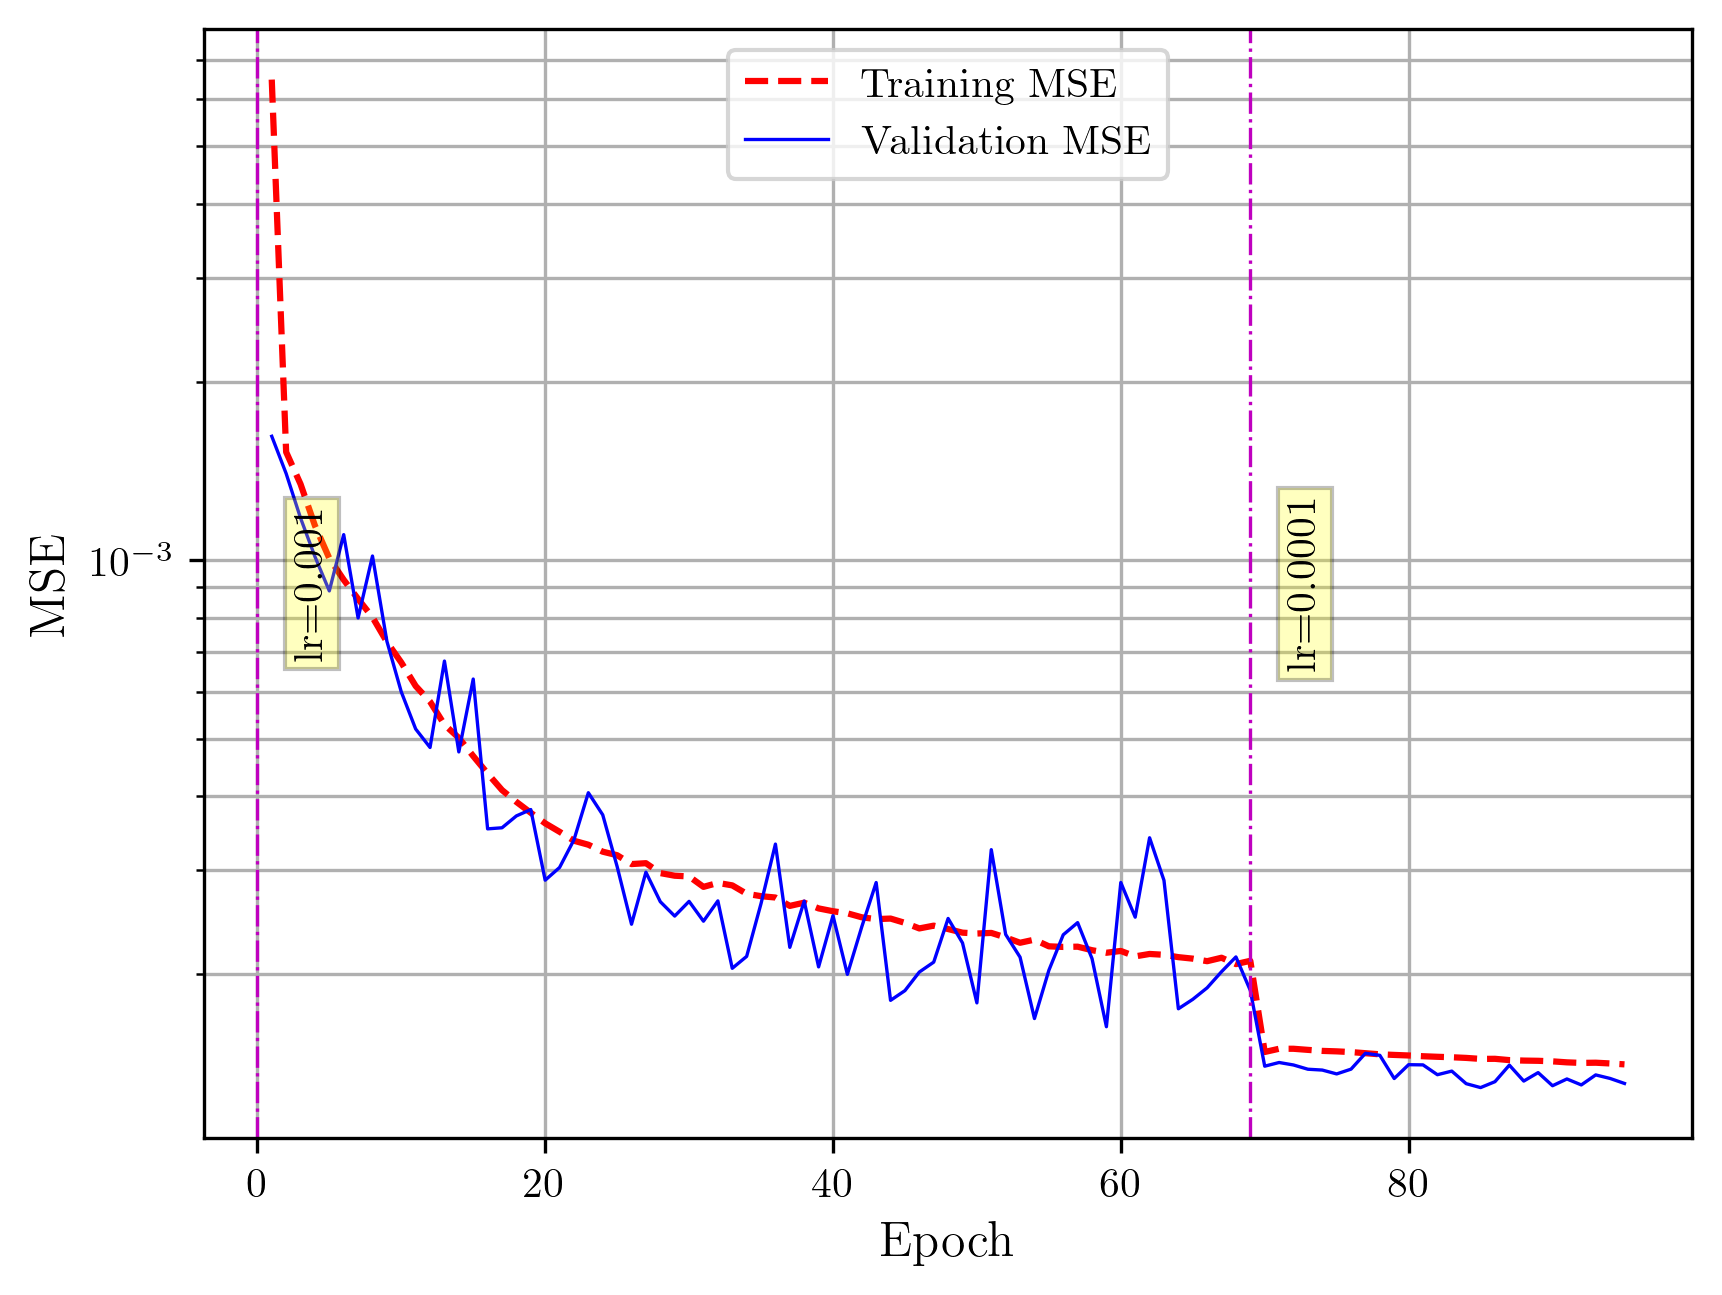 Training MSE
Validation MSE
MSE
10⁻³
lr=0.001
lr=0.0001
0 20 40 60 80
Epoch